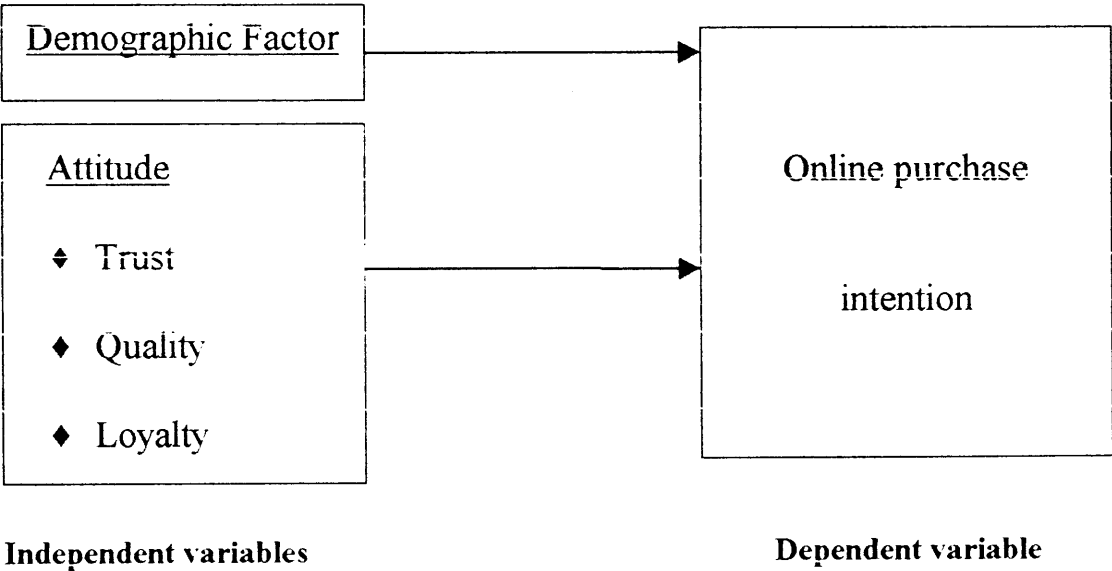 Demographic Factor
Attitude
♦ Trust
♦ Quality
♦ Loyalty
Online purchase
intention
Independent variables
Dependent variable